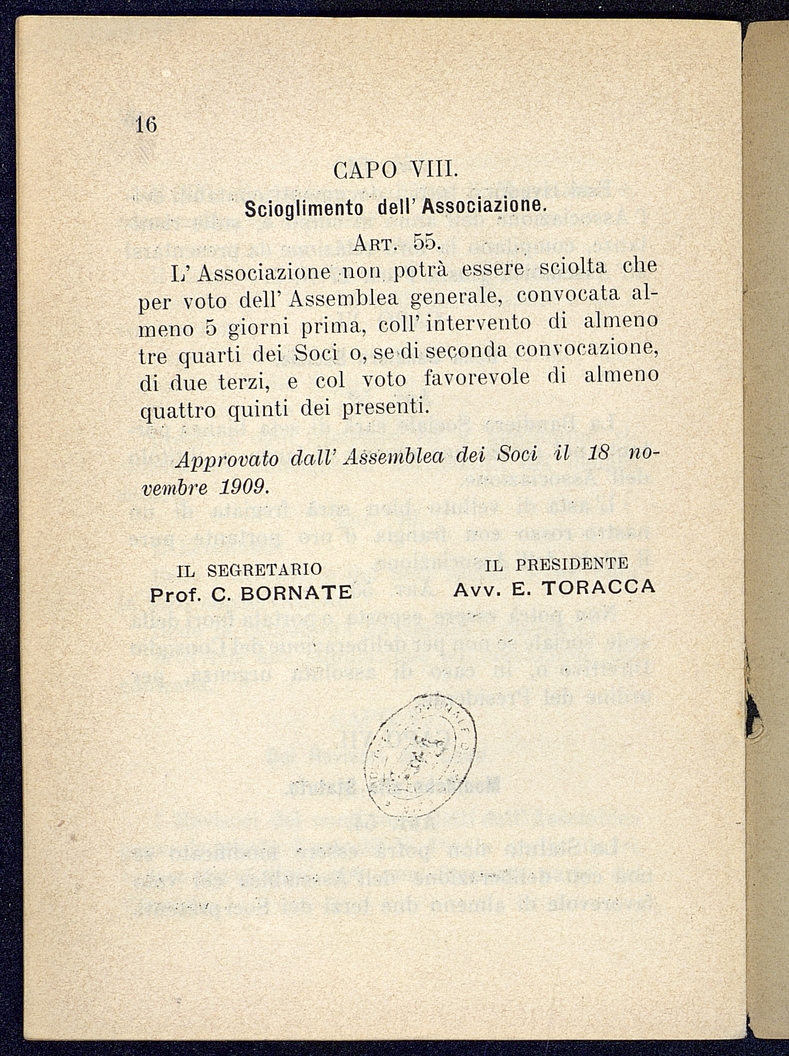 16
CAPO VIII.
Scioglimento dell' Associazione.
ART. 55.
L' Associazione non potrà essere sciolta che
per voto dell' Assemblea generale, convocata al-
meno 5 giorni prima, coll' intervento di almeno
tre quarti dei Soci o, se di seconda convocazione,
di due terzi, e col voto favorevole di almeno
quattro quinti dei presenti.
Approvato dall' Assemblea dei Soci il 18 no-
vembre 1909.
IL SEGRETARIO
Prof. C. BORNATE
IL PRESIDENTE
Avv. E. TORACCA